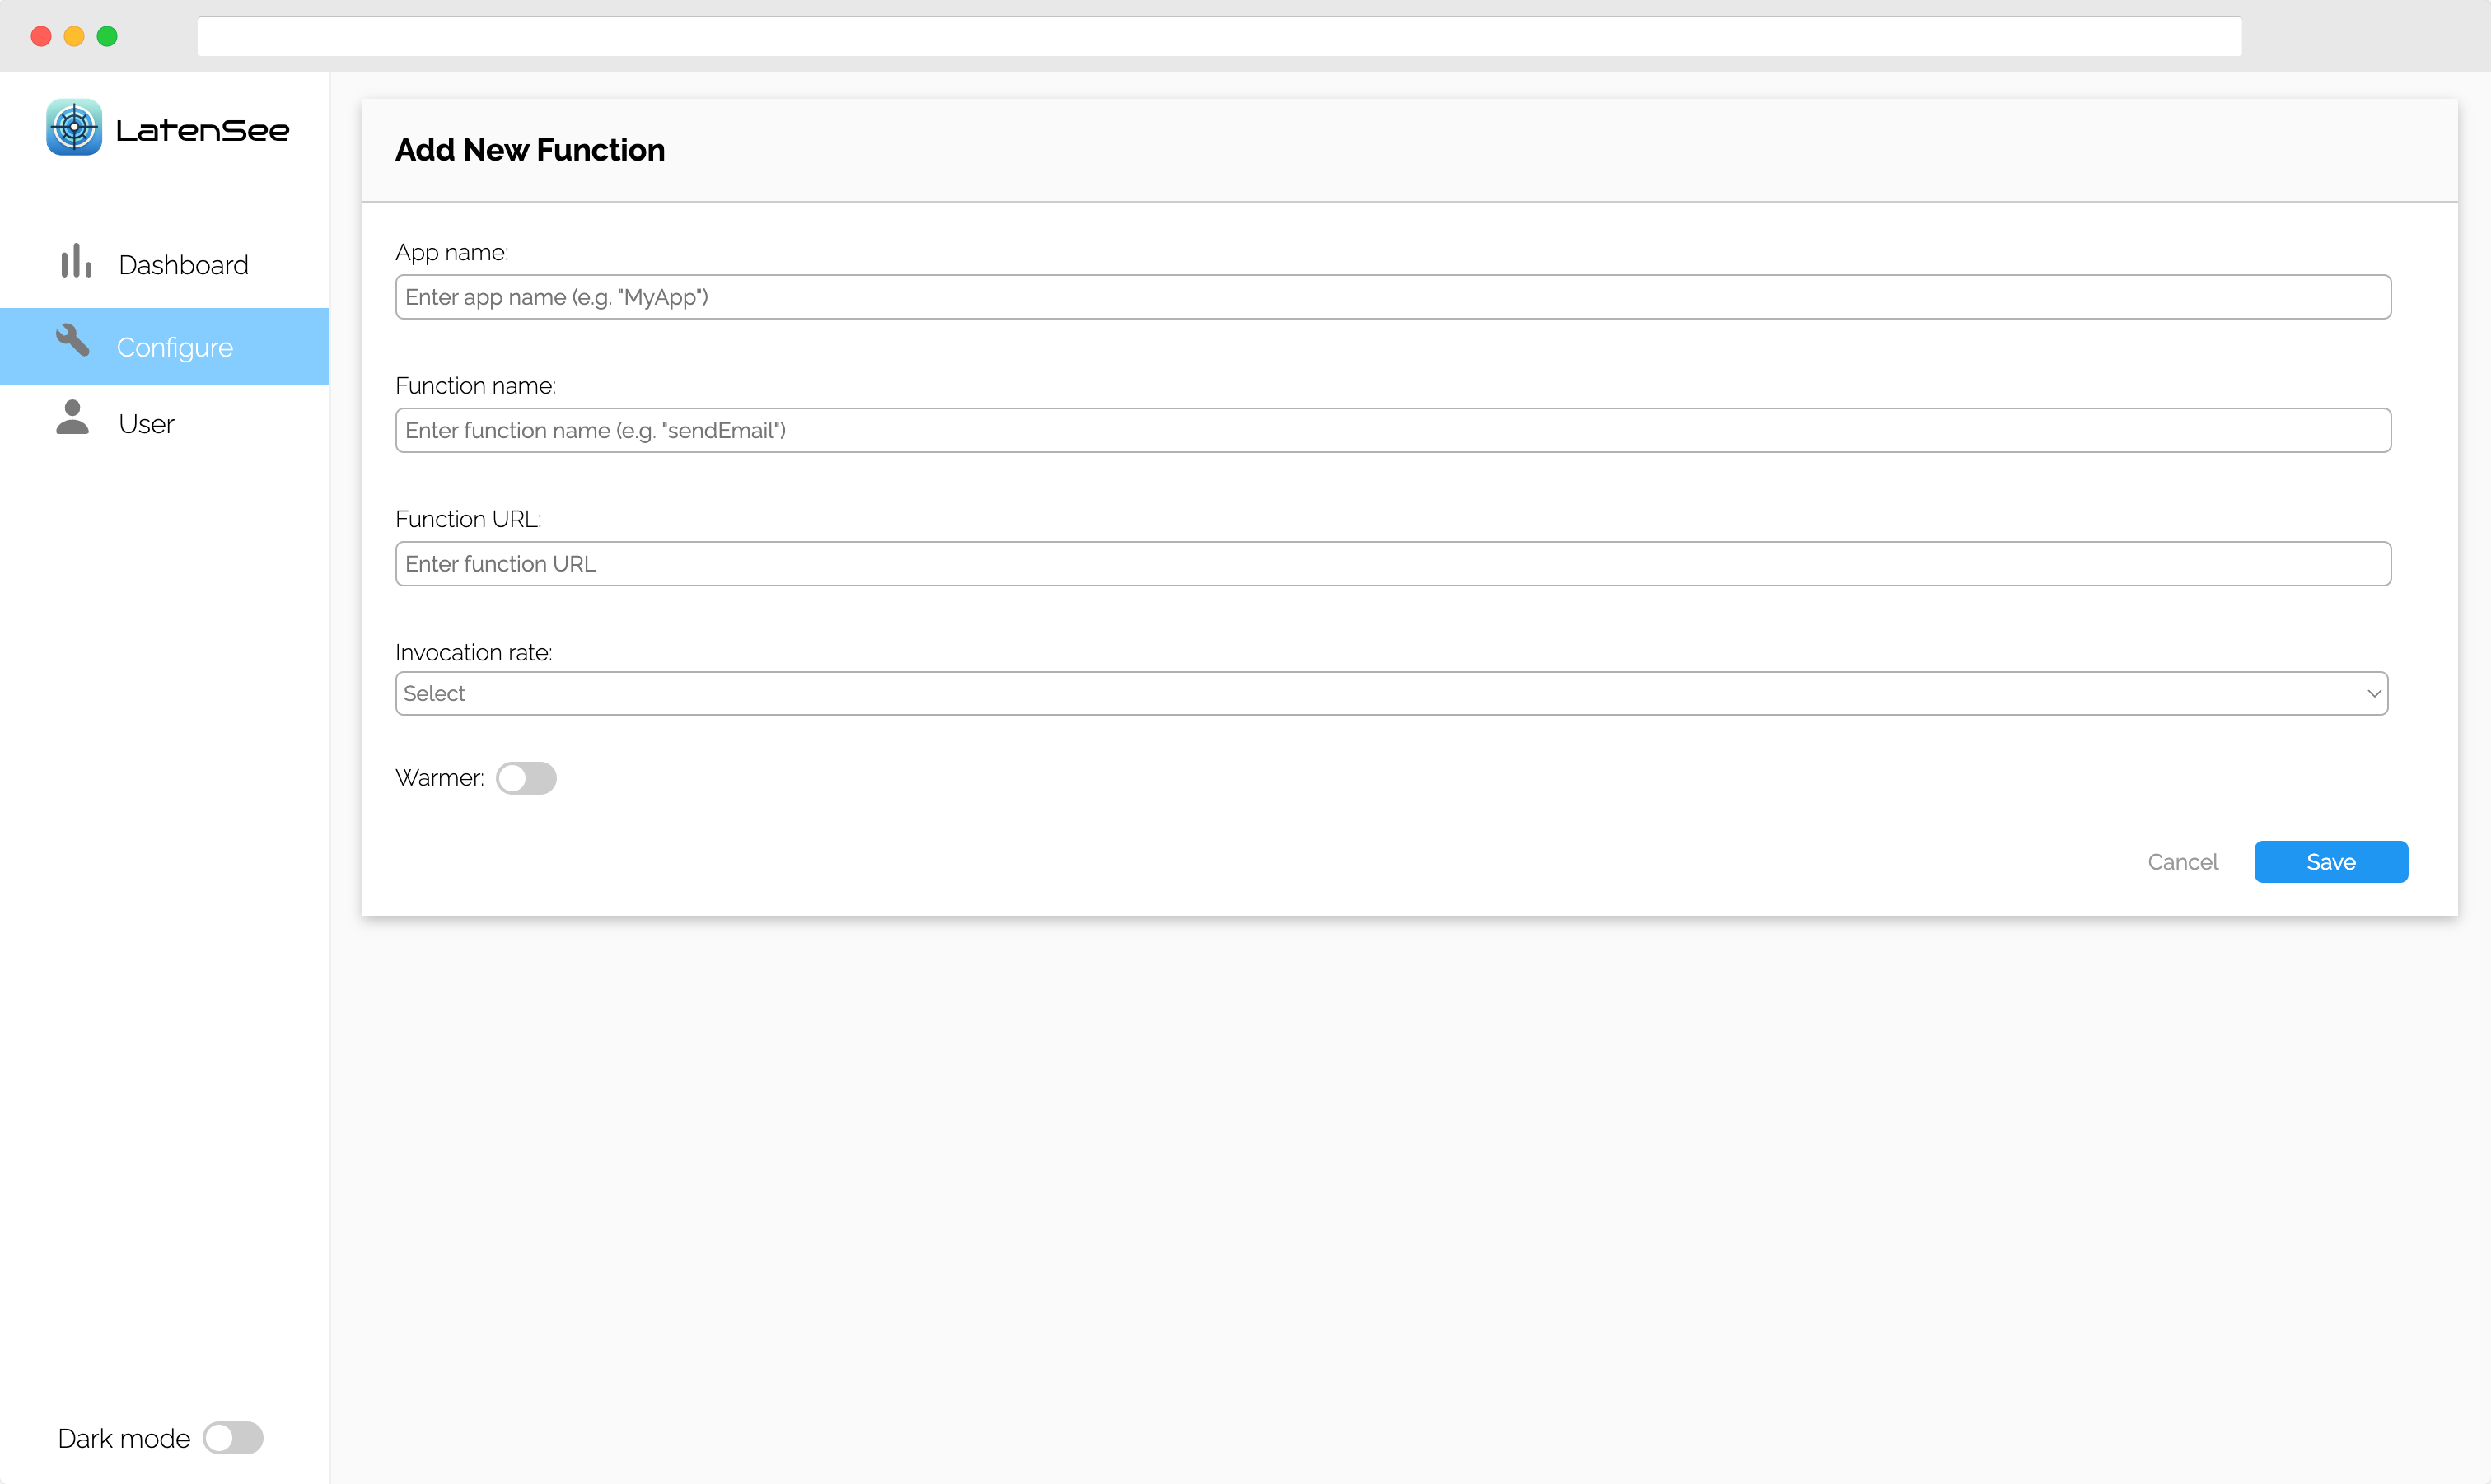 LatenSee
Dashboard
Configure
User
Dark mode
Add New Function
App name:
Enter app name (e.g. "MyApp")
Function name:
Enter function name (e.g. "sendEmail")
Function URL:
Enter function URL
Invocation rate:
Select
Warmer:
Cancel
Save